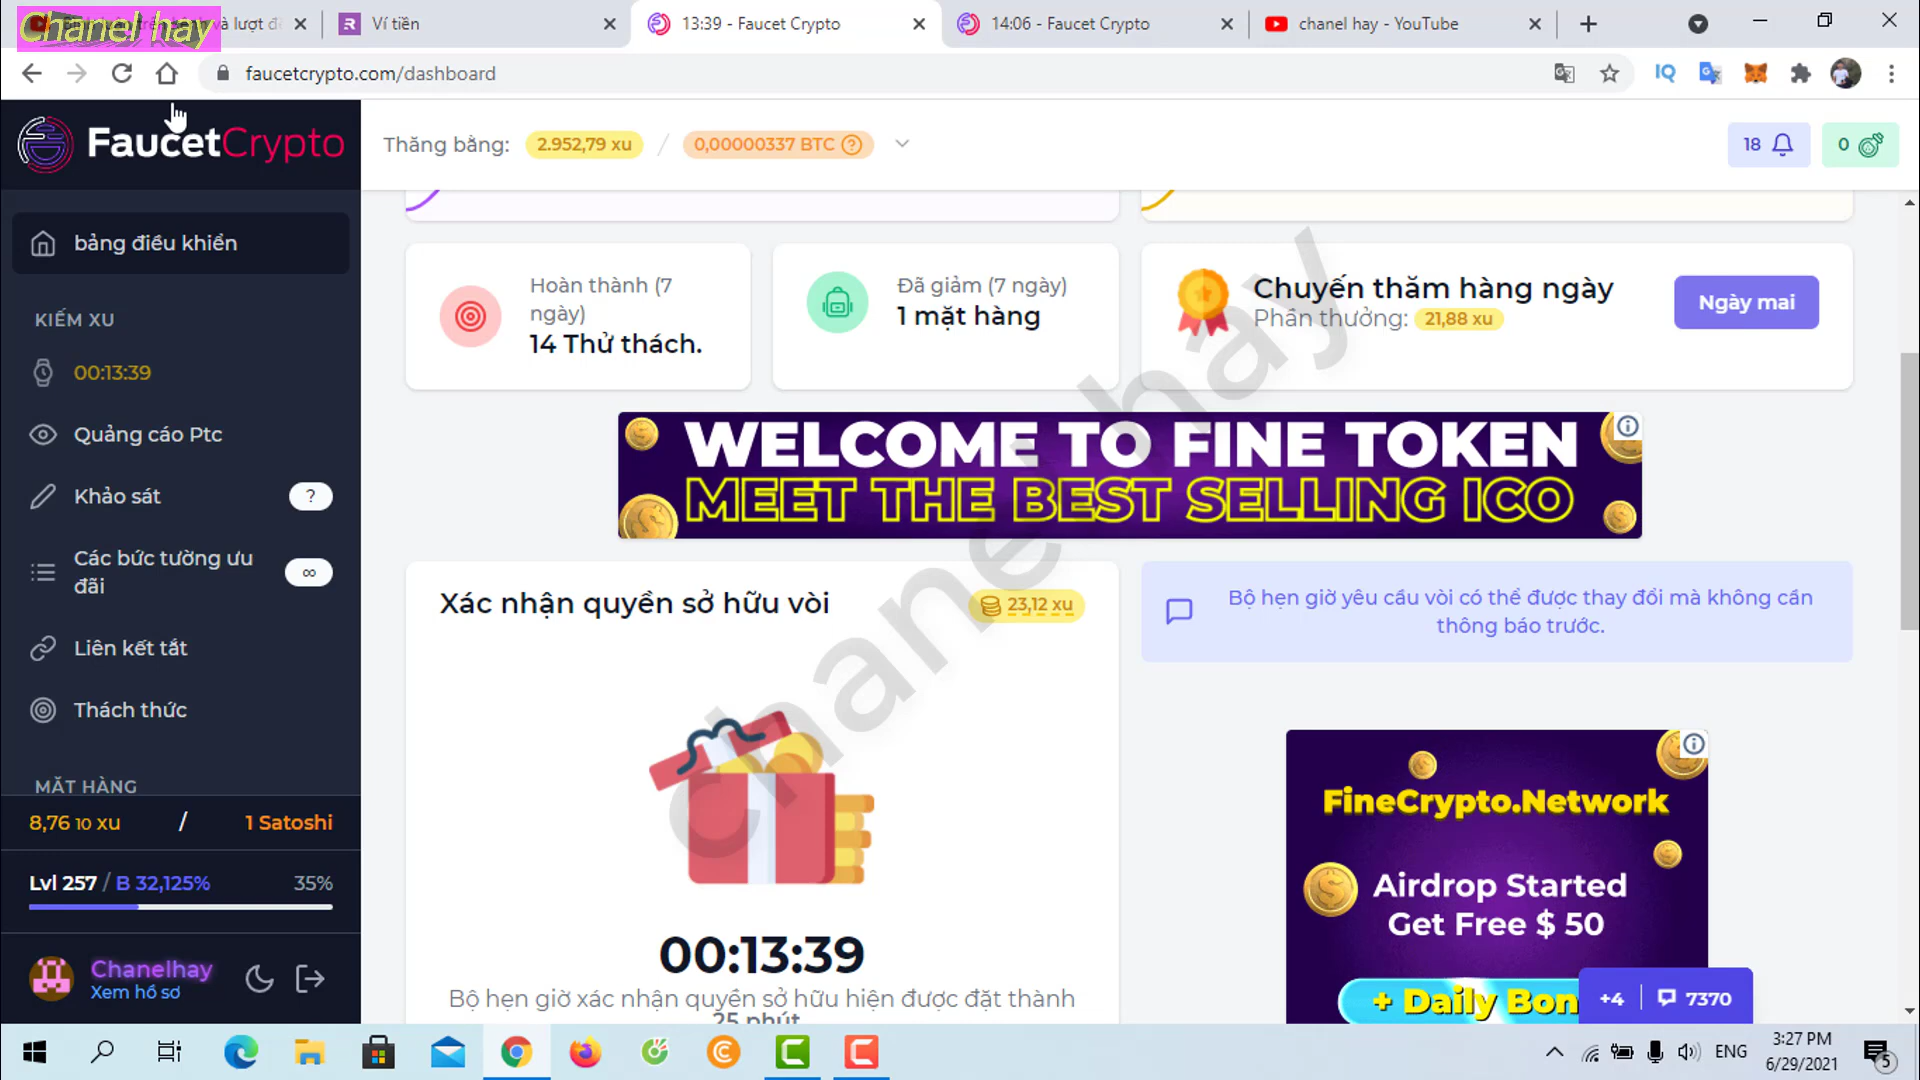 Chanel hay
và lượt
Ví tiền
13:39 - Faucet Crypto
14:06 - Faucet Crypto
chanel hay - YouTube
faucetcrypto.com/dashboard
FaucetCrypto
Thăng bằng:
2.952,79 xu
/
0,00000337 BTC
18
0
bảng điều khiển
KIẾM XU
00:13:39
Quảng cáo Ptc
Khảo sát
?
Các bức tường ưu
đãi
∞
Liên kết tắt
Thách thức
MẶT HÀNG
8,76 10 xu / 1 Satoshi
Lvl 257 / B 32,125% 35%
Chanelhay
Xem hồ sơ
Hoàn thành (7
ngày)
14 Thử thách.
Đã giảm (7 ngày)
1 mặt hàng
Chuyến thăm hàng ngày
Phần thưởng: 21,88 xu
Ngày mai
WELCOME TO FINE TOKEN
MEET THE BEST SELLING ICO
Xác nhận quyền sở hữu vòi
23,12 xu
00:13:39
Bộ hẹn giờ xác nhận quyền sở hữu hiện được đặt thành
25 phút
Bộ hẹn giờ yêu cầu vòi có thể được thay đổi mà không cần
thông báo trước.
FineCrypto.Network
Airdrop Started
Get Free $ 50
+ Daily Bon
+4
7370
chanel hay
ENG
3:27 PM
6/29/2021
5